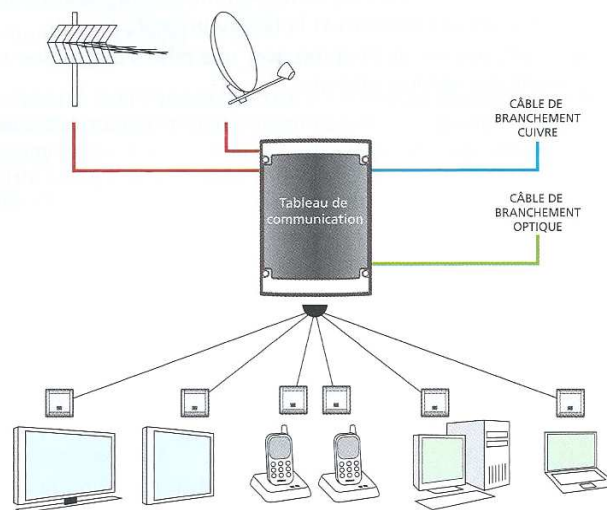 CÂBLE DE
BRANCHEMENT
CUIVRE
Tableau de
communication
CÂBLE DE
BRANCHEMENT
OPTIQUE